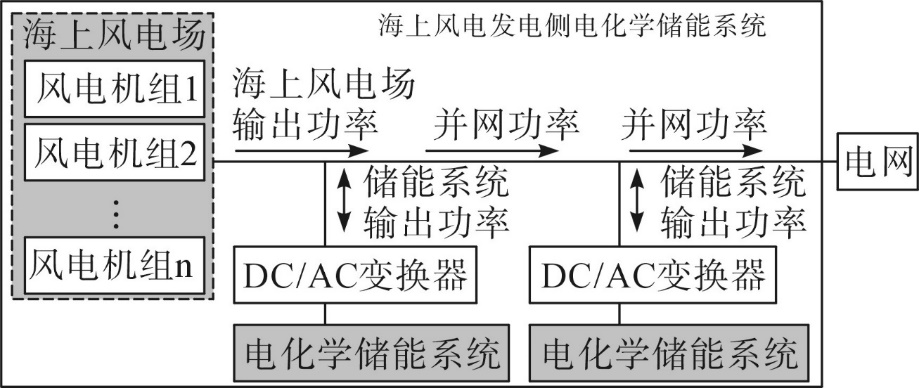 海上风电发电侧电化学储能系统
海上风电场
风电机组1
风电机组2
⋮
风电机组n
海上风电场
输出功率
并网功率
并网功率
电网
储能系统
输出功率
储能系统
输出功率
DC/AC变换器
DC/AC变换器
电化学储能系统
电化学储能系统